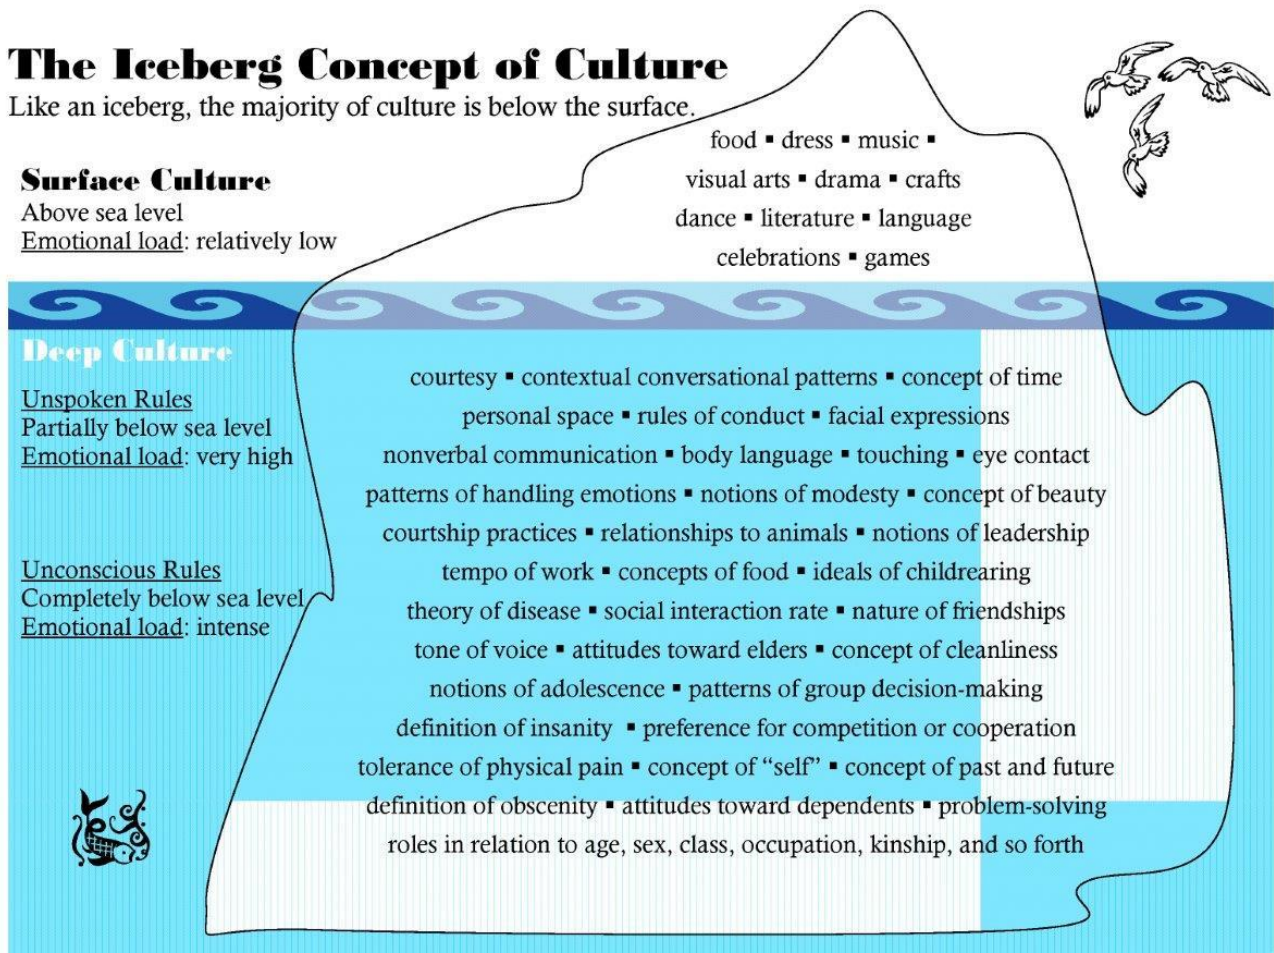 The Iceberg Concept of Culture
Like an iceberg, the majority of culture is below the surface.
Surface Culture
Above sea level
Emotional load: relatively low
food ▪ dress ▪ music ▪
visual arts ▪ drama ▪ crafts
dance ▪ literature ▪ language
celebrations ▪ games
Deep Culture
Unspoken Rules
Partially below sea level
Emotional load: very high
Unconscious Rules
Completely below sea level
Emotional load: intense
courtesy ▪ contextual conversational patterns ▪ concept of time
personal space ▪ rules of conduct ▪ facial expressions
nonverbal communication ▪ body language ▪ touching ▪ eye contact
patterns of handling emotions ▪ notions of modesty ▪ concept of beauty
courtship practices ▪ relationships to animals ▪ notions of leadership
tempo of work ▪ concepts of food ▪ ideals of childrearing
theory of disease ▪ social interaction rate ▪ nature of friendships
tone of voice ▪ attitudes toward elders ▪ concept of cleanliness
notions of adolescence ▪ patterns of group decision-making
definition of insanity ▪ preference for competition or cooperation
tolerance of physical pain ▪ concept of “self” ▪ concept of past and future
definition of obscenity ▪ attitudes toward dependents ▪ problem-solving
roles in relation to age, sex, class, occupation, kinship, and so forth